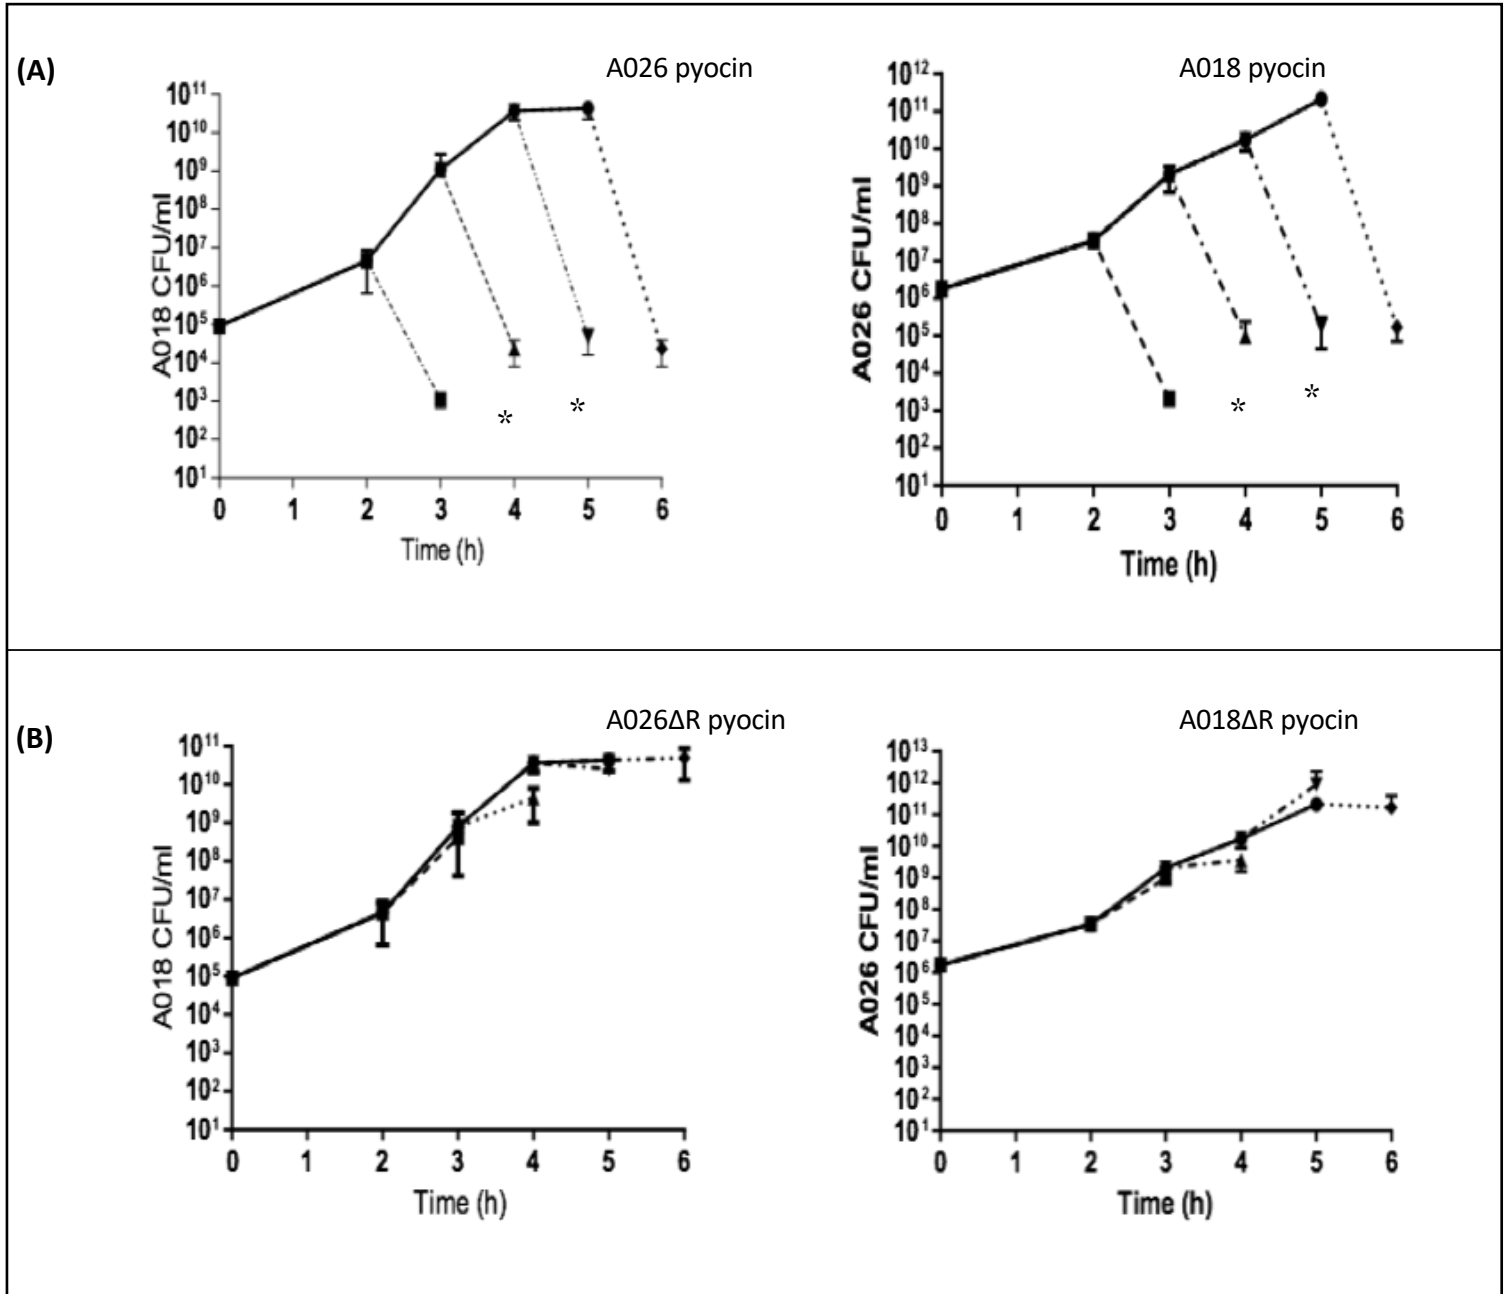 (A)
A026 pyocin
A018 CFU/ml
10¹¹
10¹⁰
10⁹
10⁸
10⁷
10⁶
10⁵
10⁴
10³
10²
10¹
0 1 2 3 4 5 6
Time (h)
* *
A018 pyocin
A026 CFU/ml
10¹²
10¹¹
10¹⁰
10⁹
10⁸
10⁷
10⁶
10⁵
10⁴
10³
10²
10¹
0 1 2 3 4 5 6
Time (h)
* *
(B)
A026ΔR pyocin
A018 CFU/ml
10¹¹
10¹⁰
10⁹
10⁸
10⁷
10⁶
10⁵
10⁴
10³
10²
10¹
0 1 2 3 4 5 6
Time (h)
A018ΔR pyocin
A026 CFU/ml
10¹³
10¹²
10¹¹
10¹⁰
10⁹
10⁸
10⁷
10⁶
10⁵
10⁴
10³
10²
10¹
0 1 2 3 4 5 6
Time (h)